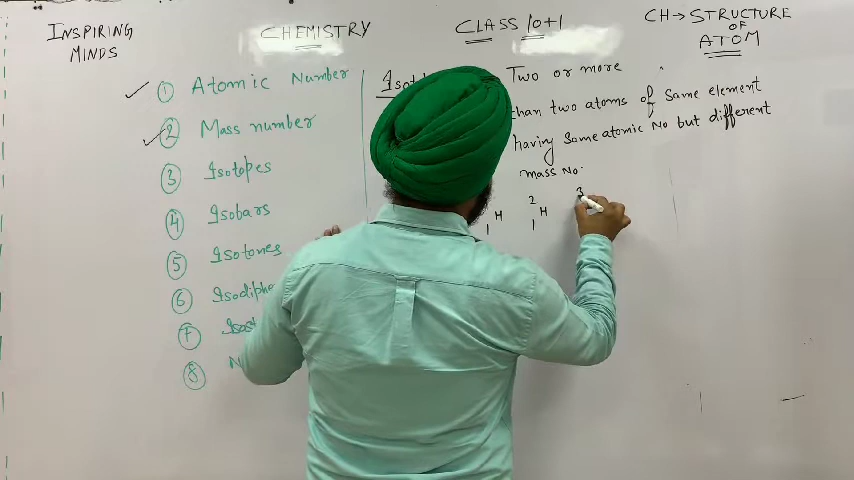 INSPIRING
MINDS
CHEMISTRY
CLASS 10+1
CH→ STRUCTURE
OF
ATOM
✓ ① Atomic Number
✓ ② Mass number
③ Isotopes
④ Isobars
⑤ Isotones
⑥
⑦
⑧
Two or more
than two atoms of same element
having same atomic No but different
mass No.
1 H
2 1 H
3